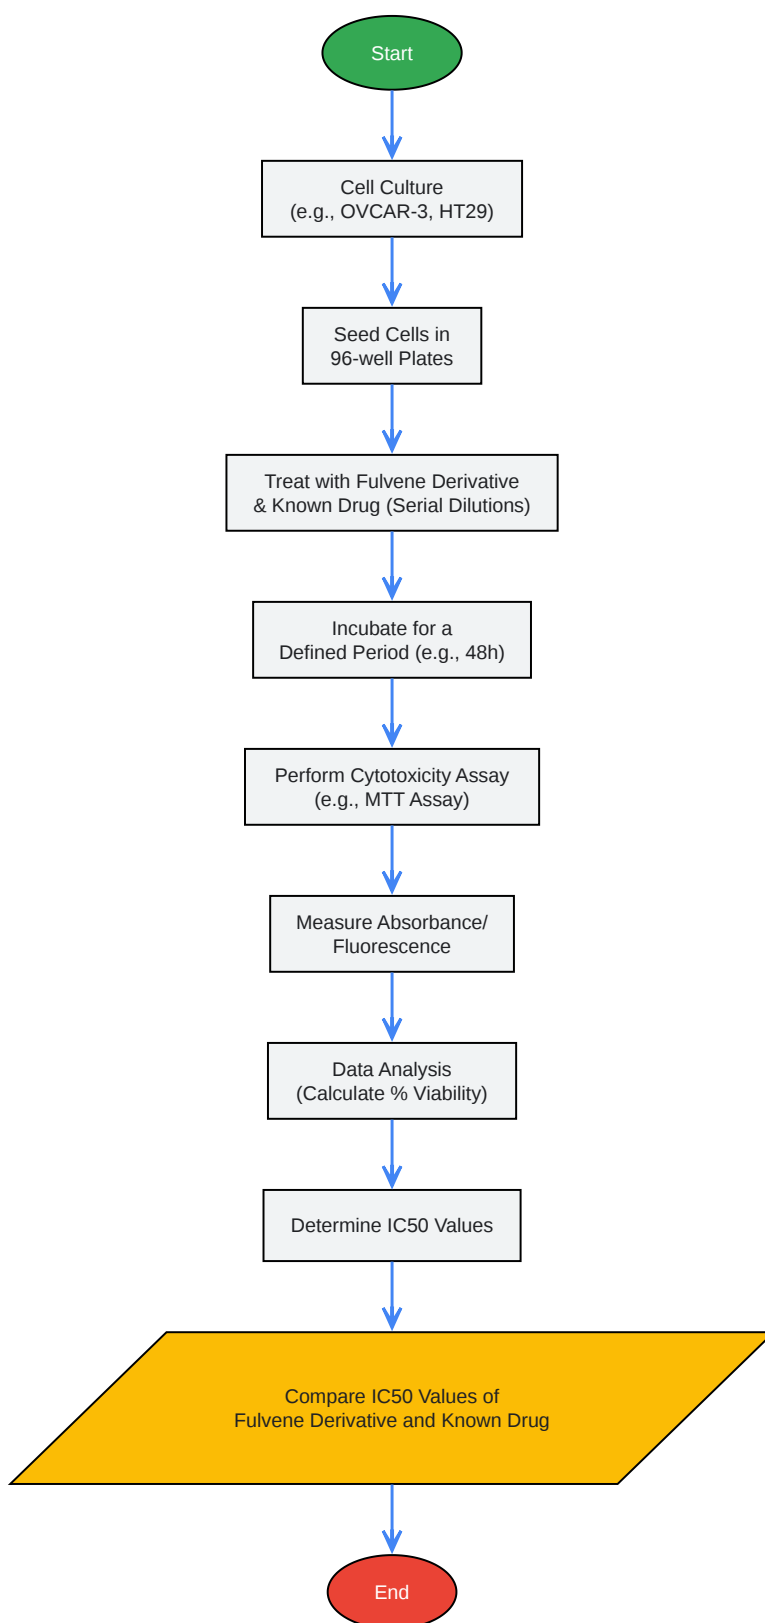 Start
Cell Culture
(e.g., OVCAR-3, HT29)
Seed Cells in
96-well Plates
Treat with Fulvene Derivative
& Known Drug (Serial Dilutions)
Incubate for a
Defined Period (e.g., 48h)
Perform Cytotoxicity Assay
(e.g., MTT Assay)
Measure Absorbance/
Fluorescence
Data Analysis
(Calculate % Viability)
Determine IC50 Values
Compare IC50 Values of
Fulvene Derivative and Known Drug
End